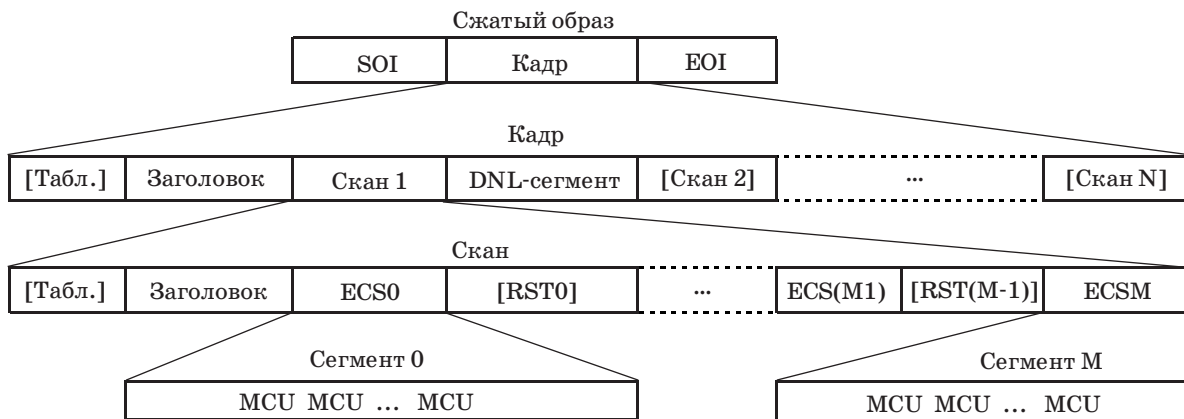 Сжатый образ
SOI Кадр EOI
Кадр
[Табл.] Заголовок Скан 1 DNL-сегмент [Скан 2] ... [Скан N]
Скан
[Табл.] Заголовок ECS0 [RST0] ... ECS(M1) [RST(M-1)] ECSM
Сегмент 0 Сегмент M
MCU MCU ... MCU MCU MCU ... MCU